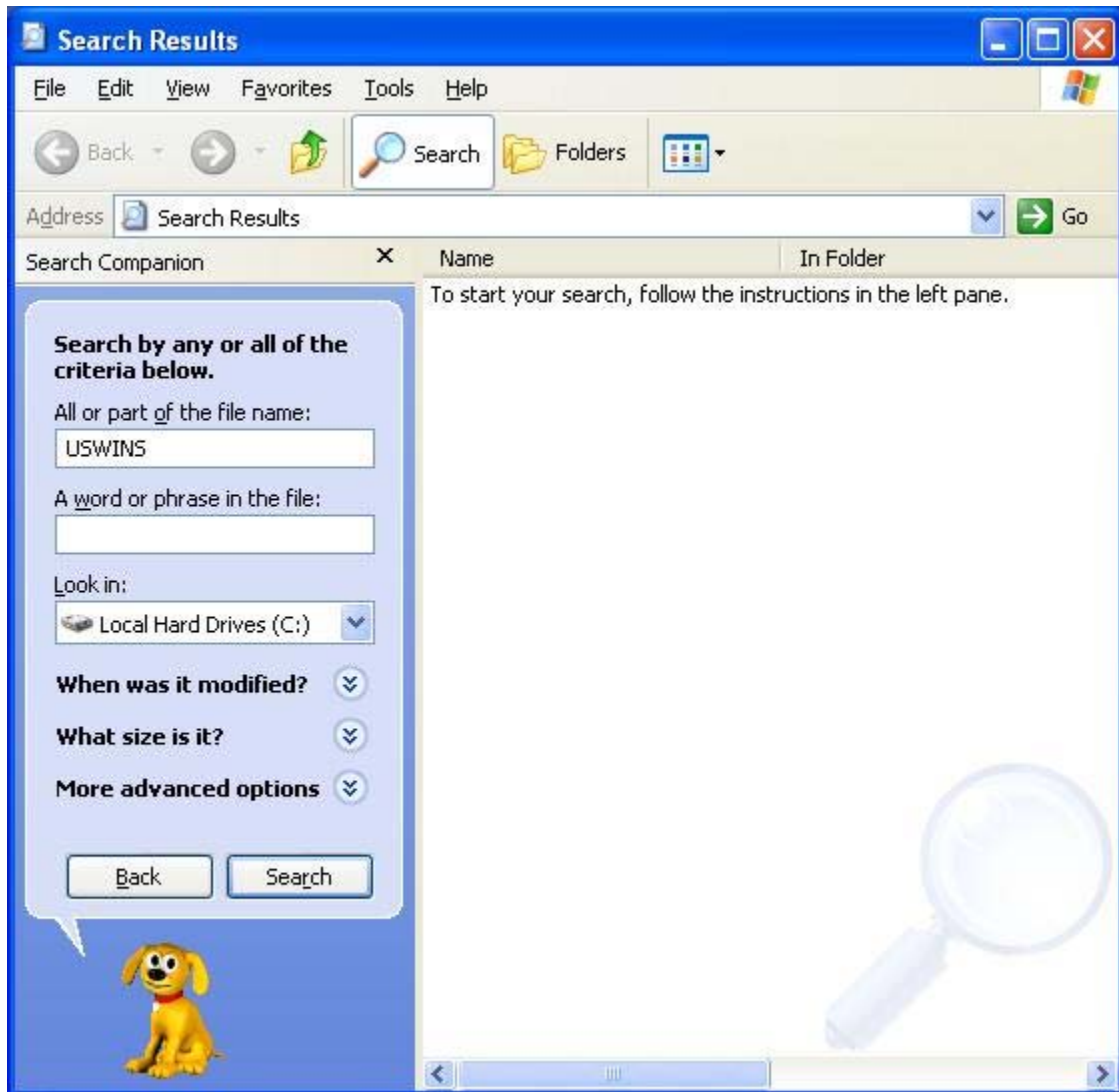 Search Results
File Edit View Favorites Tools Help
Back Search Folders
Address Search Results Go
Search Companion
Search by any or all of the
criteria below.
All or part of the file name:
USWINS
A word or phrase in the file:
Look in:
Local Hard Drives (C:)
When was it modified?
What size is it?
More advanced options
Back Search
Name In Folder
To start your search, follow the instructions in the left pane.